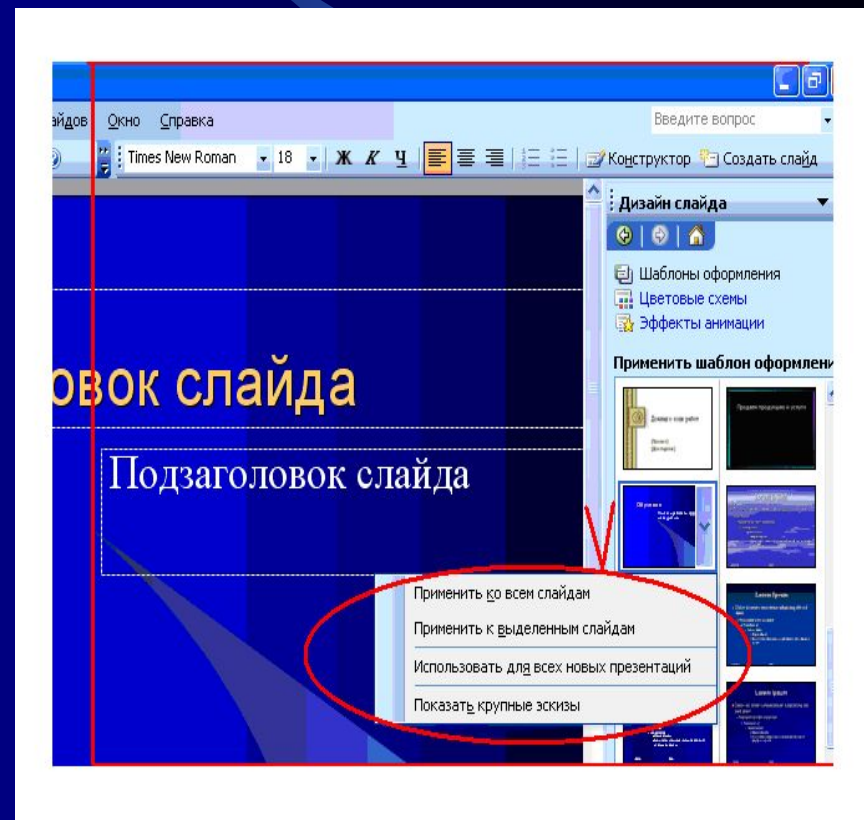 айдов Окно Справка Введите вопрос
Times New Roman 18 Ж К Ч Конструктор Создать слайд
Дизайн слайда
Шаблоны оформления
Цветовые схемы
Эффекты анимации
Применить шаблон оформлени
овок слайда
Подзаголовок слайда
Обучение
Применить ко всем слайдам
Применить к выделенным слайдам
Использовать для всех новых презентаций
Показать крупные эскизы